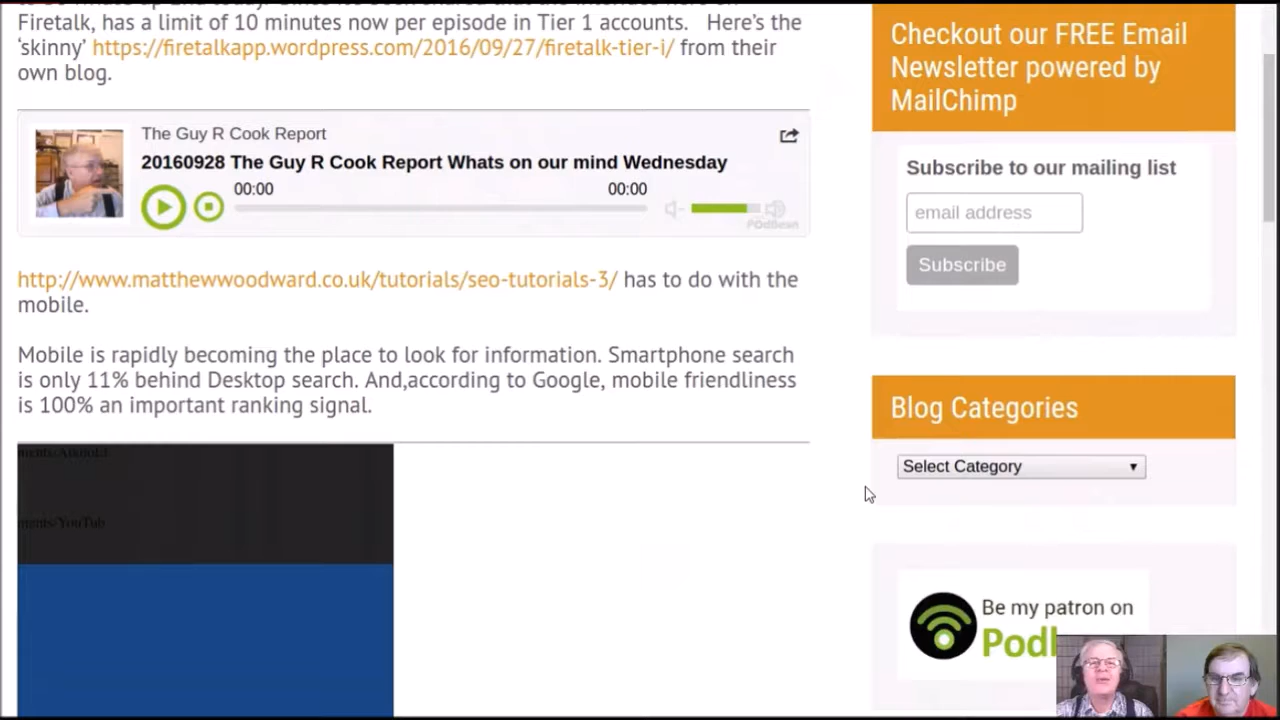 Firetalk, has a limit of 10 minutes now per episode in Tier 1 accounts.   Here's the
'skinny' https://firetalkapp.wordpress.com/2016/09/27/firetalk-tier-i/ from their
own blog.
The Guy R Cook Report
20160928 The Guy R Cook Report Whats on our mind Wednesday
00:00
00:00
PodBean
http://www.matthewwoodward.co.uk/tutorials/seo-tutorials-3/ has to do with the
mobile.
Mobile is rapidly becoming the place to look for information. Smartphone search
is only 11% behind Desktop search. And,according to Google, mobile friendliness
is 100% an important ranking signal.
ments/YouTub
Checkout our FREE Email
Newsletter powered by
MailChimp
Subscribe to our mailing list
email address
Subscribe
Blog Categories
Select Category
Be my patron on